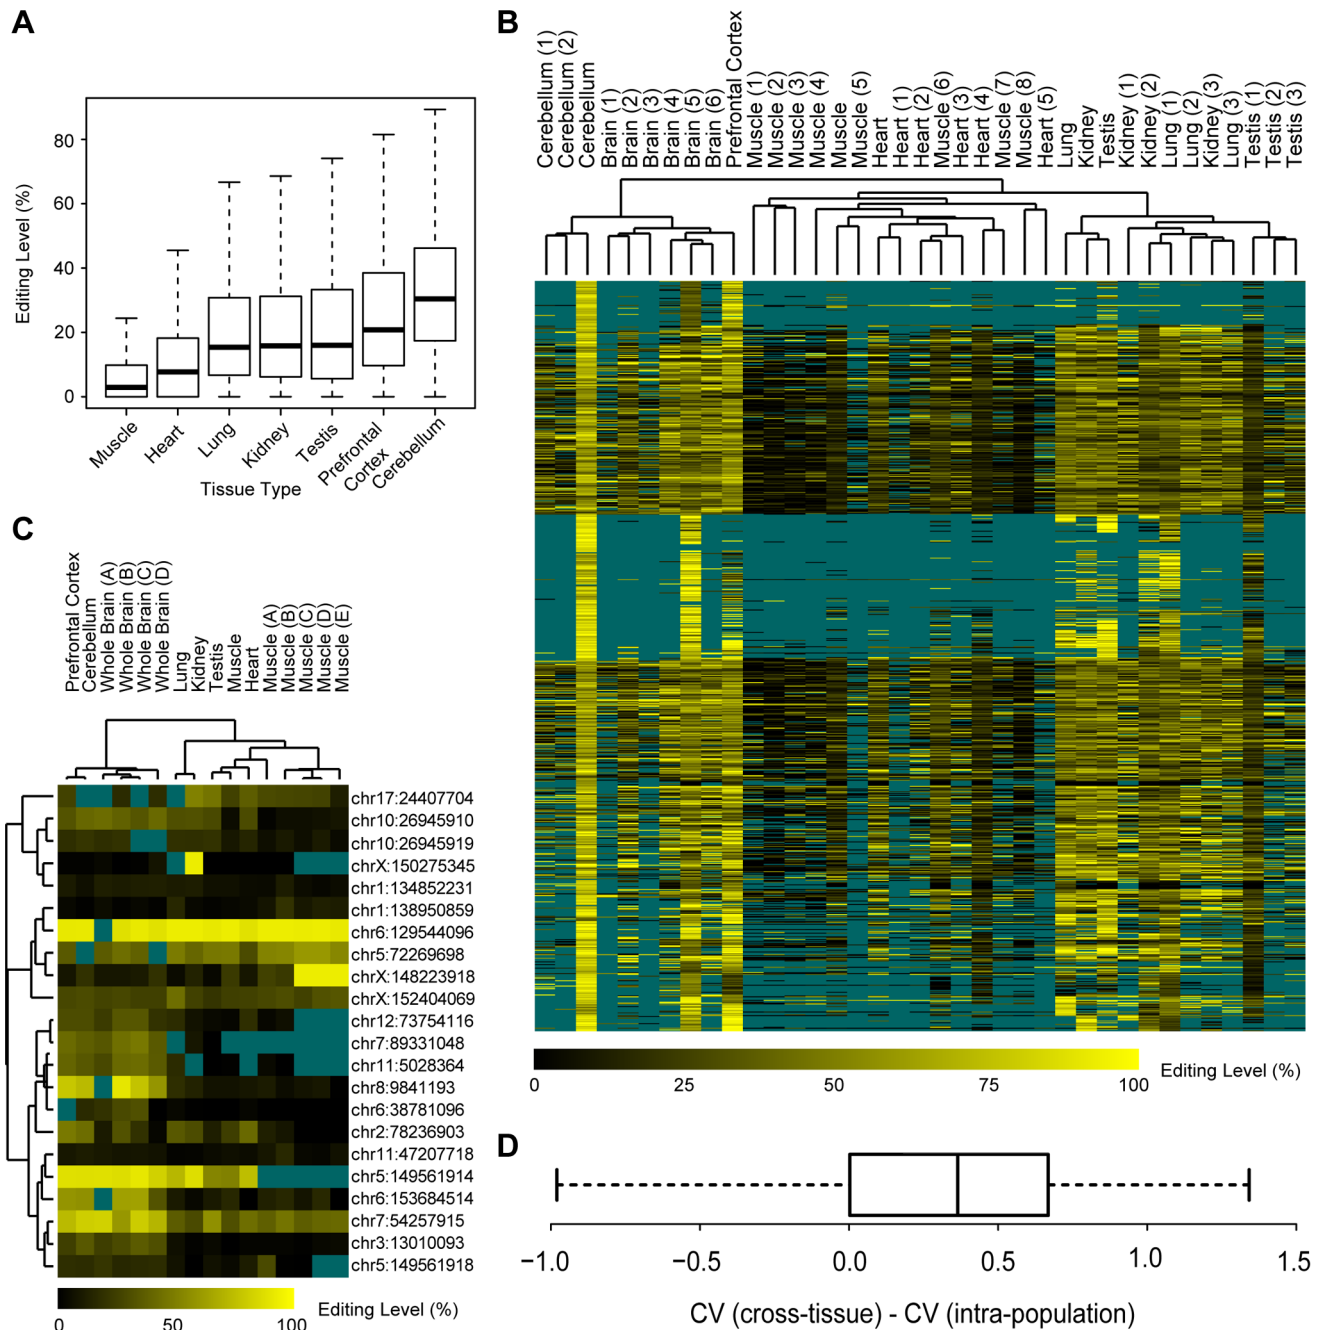 A
Editing Level (%)
80
60
40
20
0
Muscle
Heart
Lung
Kidney
Testis
Prefrontal
Cortex
Cerebellum
Tissue Type
B
Cerebellum (1)
Cerebellum (2)
Cerebellum
Brain (1)
Brain (2)
Brain (3)
Brain (4)
Brain (5)
Brain (6)
Prefrontal Cortex
Muscle (1)
Muscle (2)
Muscle (3)
Muscle (4)
Muscle
Muscle (5)
Heart
Heart (1)
Heart (2)
Muscle (6)
Heart (3)
Heart (4)
Muscle (7)
Muscle (8)
Heart (5)
Lung
Kidney
Testis
Kidney (1)
Kidney (2)
Lung (1)
Lung (2)
Kidney (3)
Lung (3)
Testis (1)
Testis (2)
Testis (3)
0
25
50
75
100
Editing Level (%)
C
Prefrontal Cortex
Cerebellum
Whole Brain (A)
Whole Brain (B)
Whole Brain (C)
Whole Brain (D)
Lung
Kidney
Testis
Muscle
Heart
Muscle (A)
Muscle (B)
Muscle (C)
Muscle (D)
Muscle (E)
chr17:24407704
chr10:26945910
chr10:26945919
chrX:150275345
chr1:134852231
chr1:138950859
chr6:129544096
chr5:72269698
chrX:148223918
chrX:152404069
chr12:73754116
chr7:89331048
chr11:5028364
chr8:9841193
chr6:38781096
chr2:78236903
chr11:47207718
chr5:149561914
chr6:153684514
chr7:54257915
chr3:13010093
chr5:149561918
0
50
100
Editing Level (%)
D
−1.0
−0.5
0.0
0.5
1.0
1.5
CV (cross-tissue) - CV (intra-population)